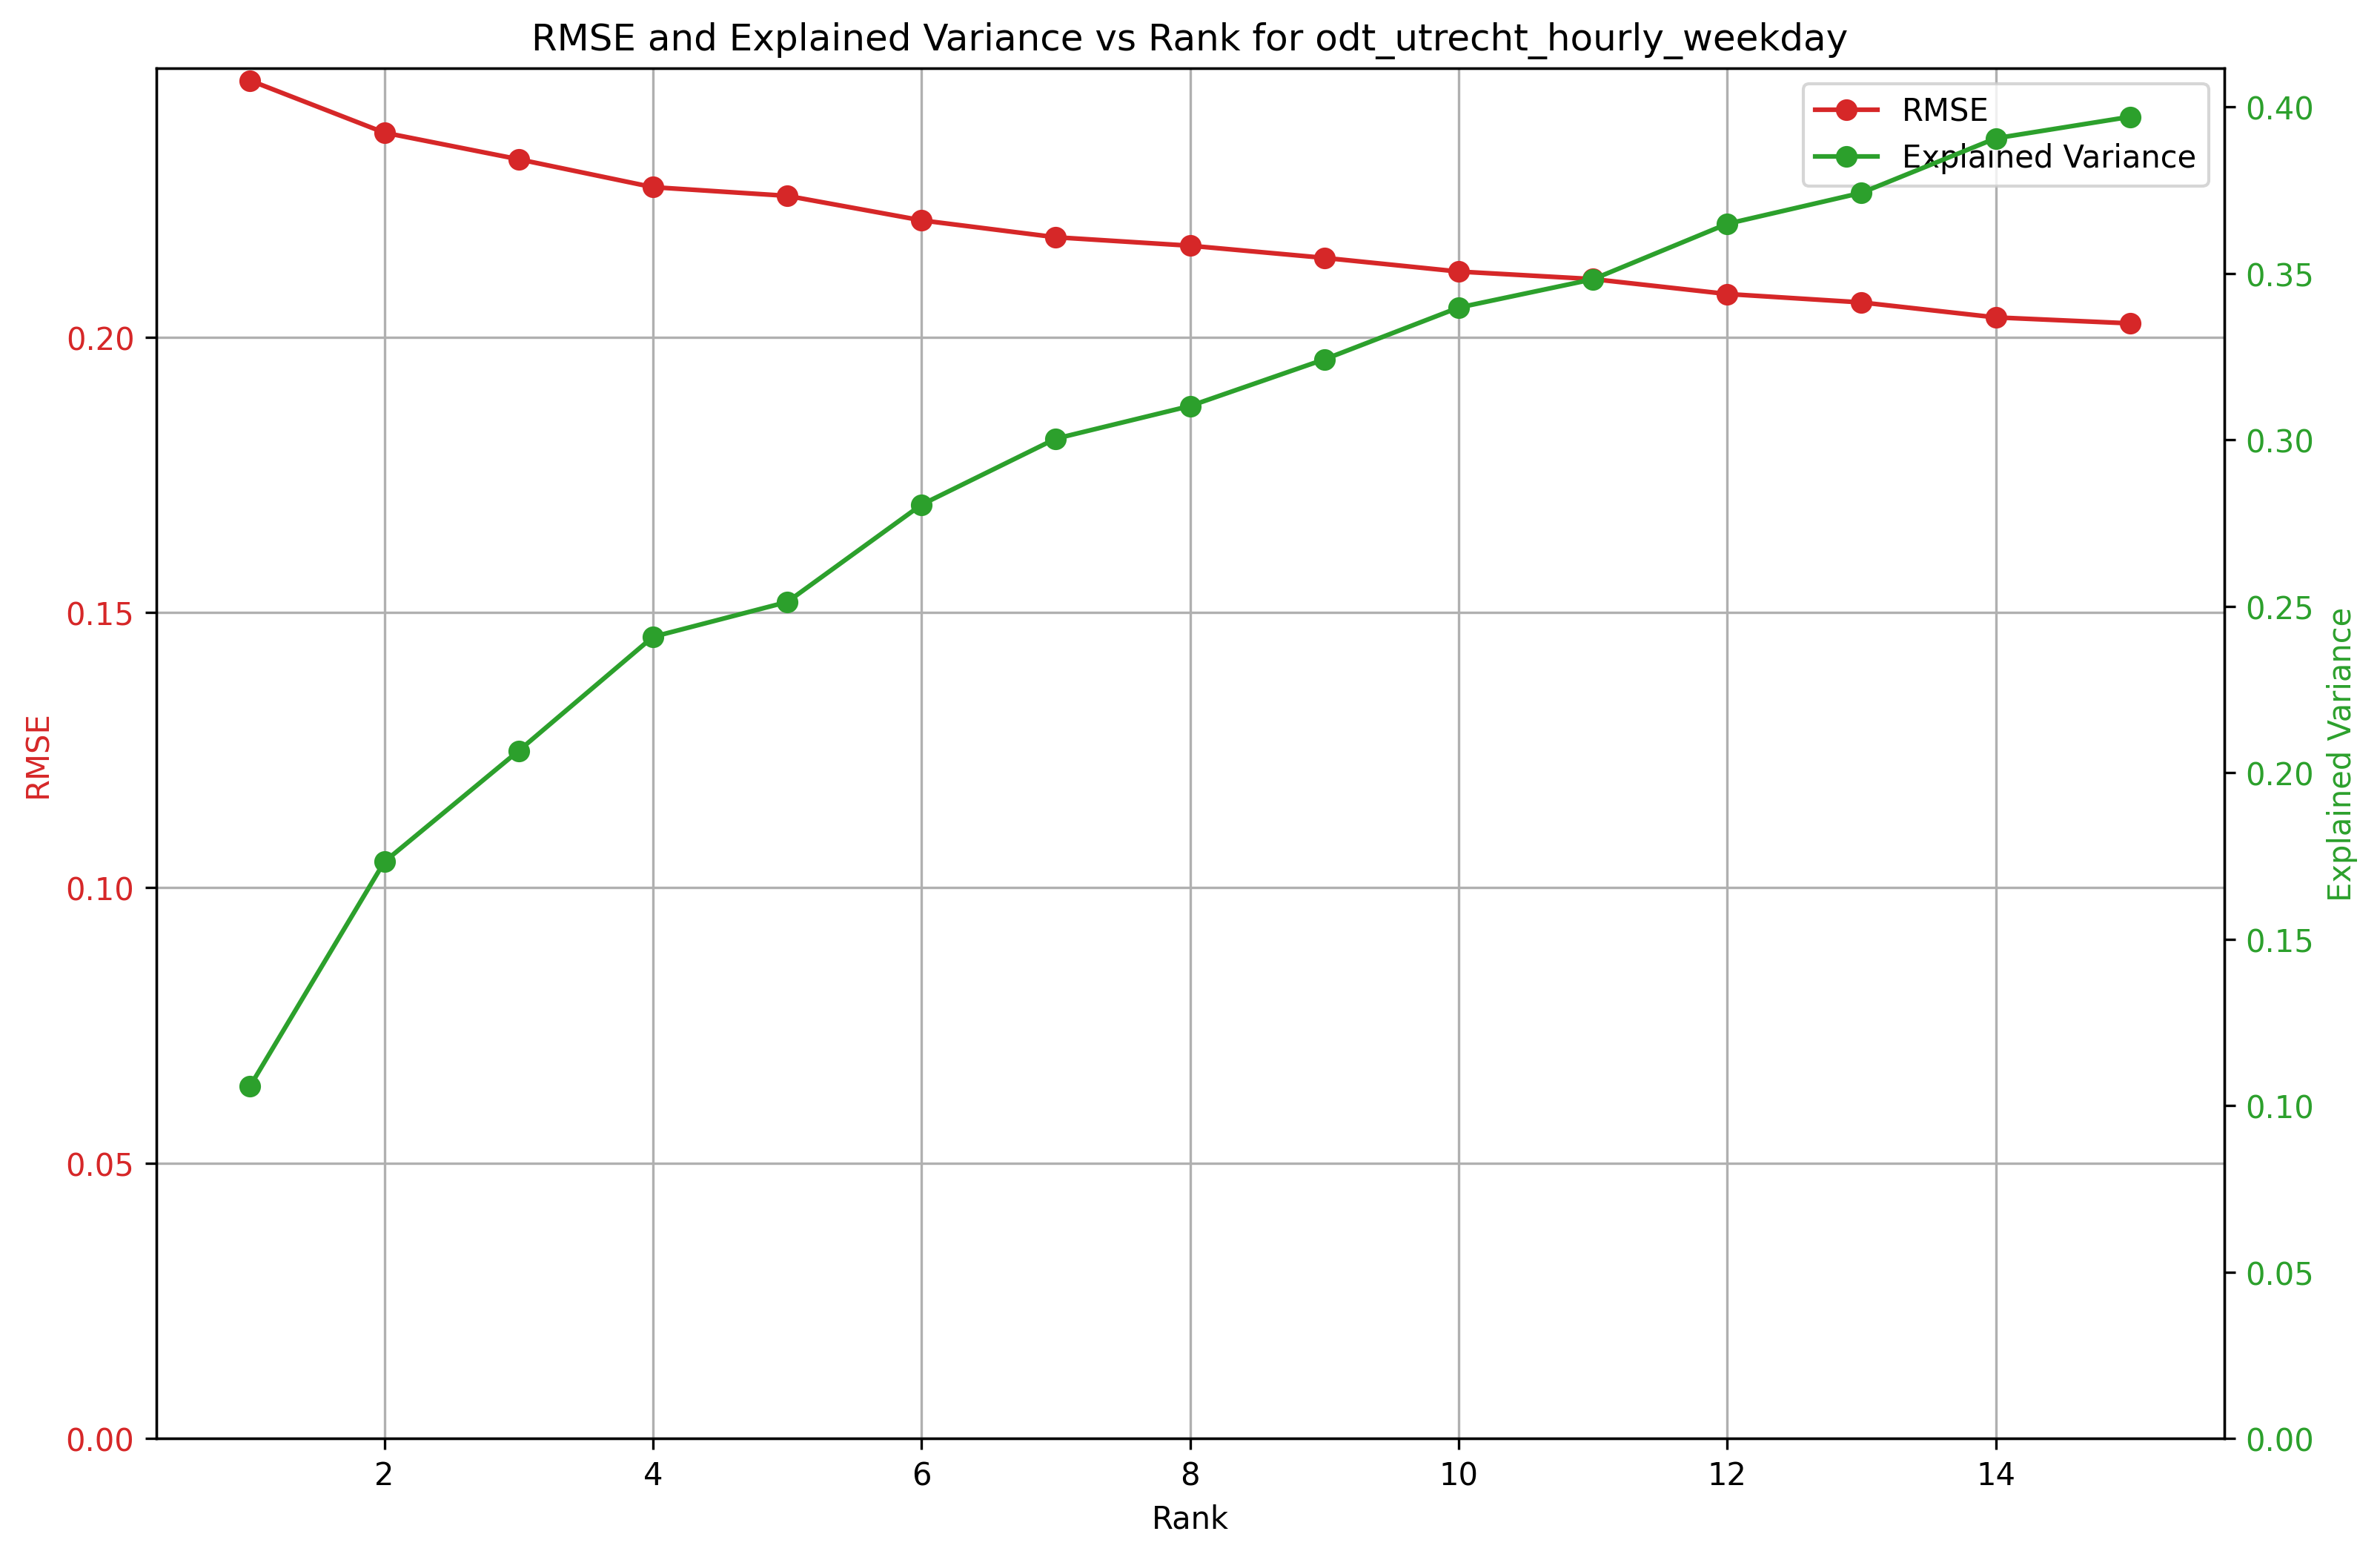 RMSE and Explained Variance vs Rank for odt_utrecht_hourly_weekday
RMSE
Explained Variance
0.20
0.15
0.10
0.05
0.00
RMSE
0.40
0.35
0.30
0.25
0.20
0.15
0.10
0.05
0.00
Explained Variance
2 4 6 8 10 12 14
Rank